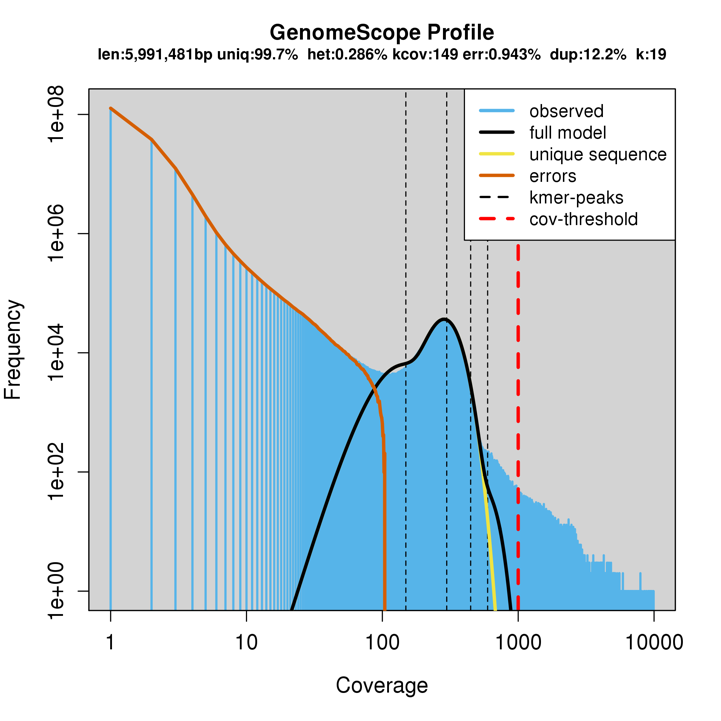 GenomeScope Profile
len:5,991,481bp uniq:99.7% het:0.286% kcov:149 err:0.943% dup:12.2% k:19
observed
full model
unique sequence
errors
kmer-peaks
cov-threshold
Frequency
1e+08
1e+06
1e+04
1e+02
1e+00
1 10 100 1000 10000
Coverage